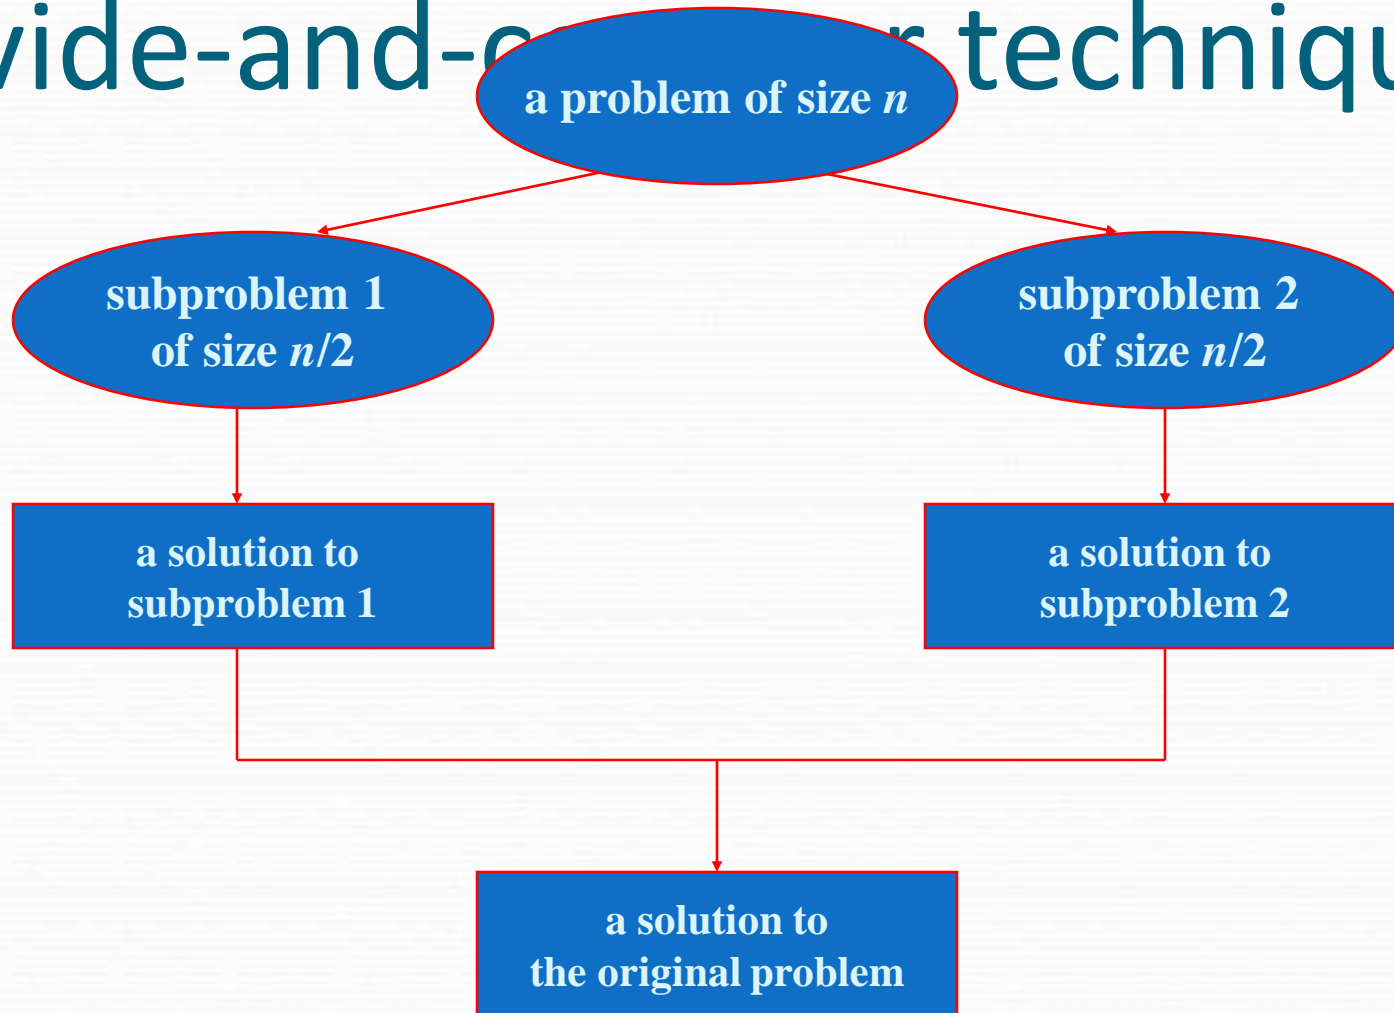 vide-and-c r techniqu
a problem of size n
subproblem 1
of size n/2
subproblem 2
of size n/2
a solution to
subproblem 1
a solution to
subproblem 2
a solution to
the original problem